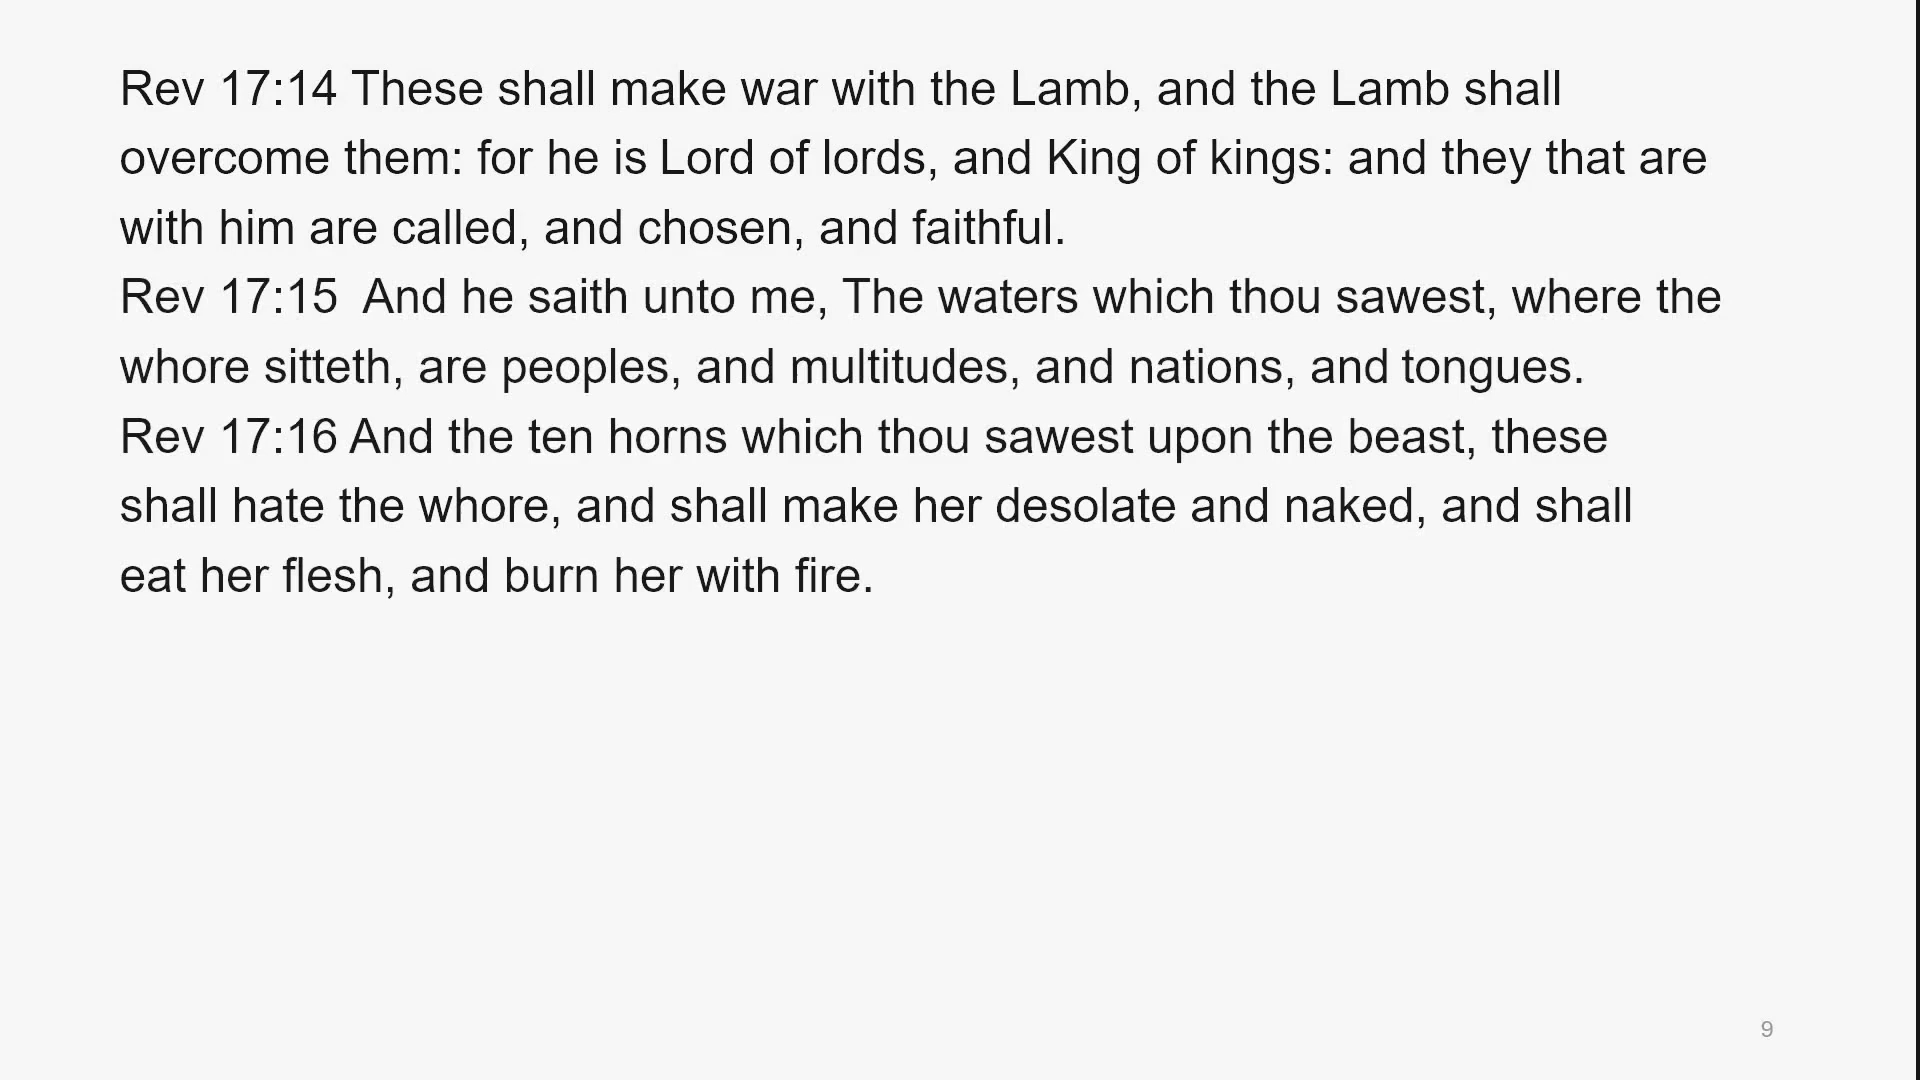 Rev 17:14 These shall make war with the Lamb, and the Lamb shall
overcome them: for he is Lord of lords, and King of kings: and they that are
with him are called, and chosen, and faithful.
Rev 17:15  And he saith unto me, The waters which thou sawest, where the
whore sitteth, are peoples, and multitudes, and nations, and tongues.
Rev 17:16 And the ten horns which thou sawest upon the beast, these
shall hate the whore, and shall make her desolate and naked, and shall
eat her flesh, and burn her with fire.
9